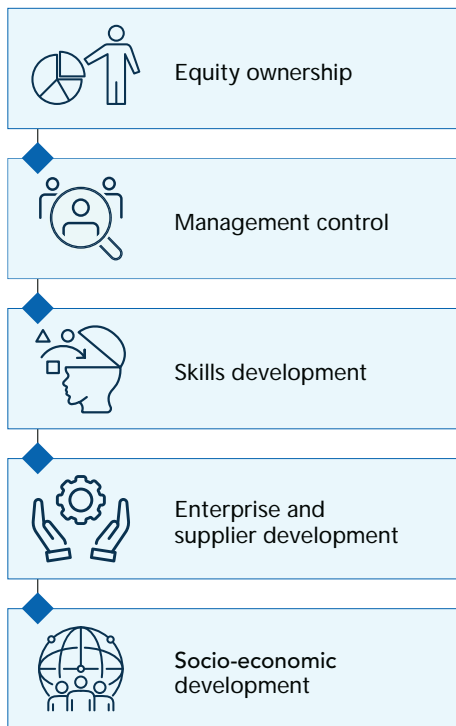 Equity ownership
Management control
Skills development
Enterprise and
supplier development
Socio-economic
development